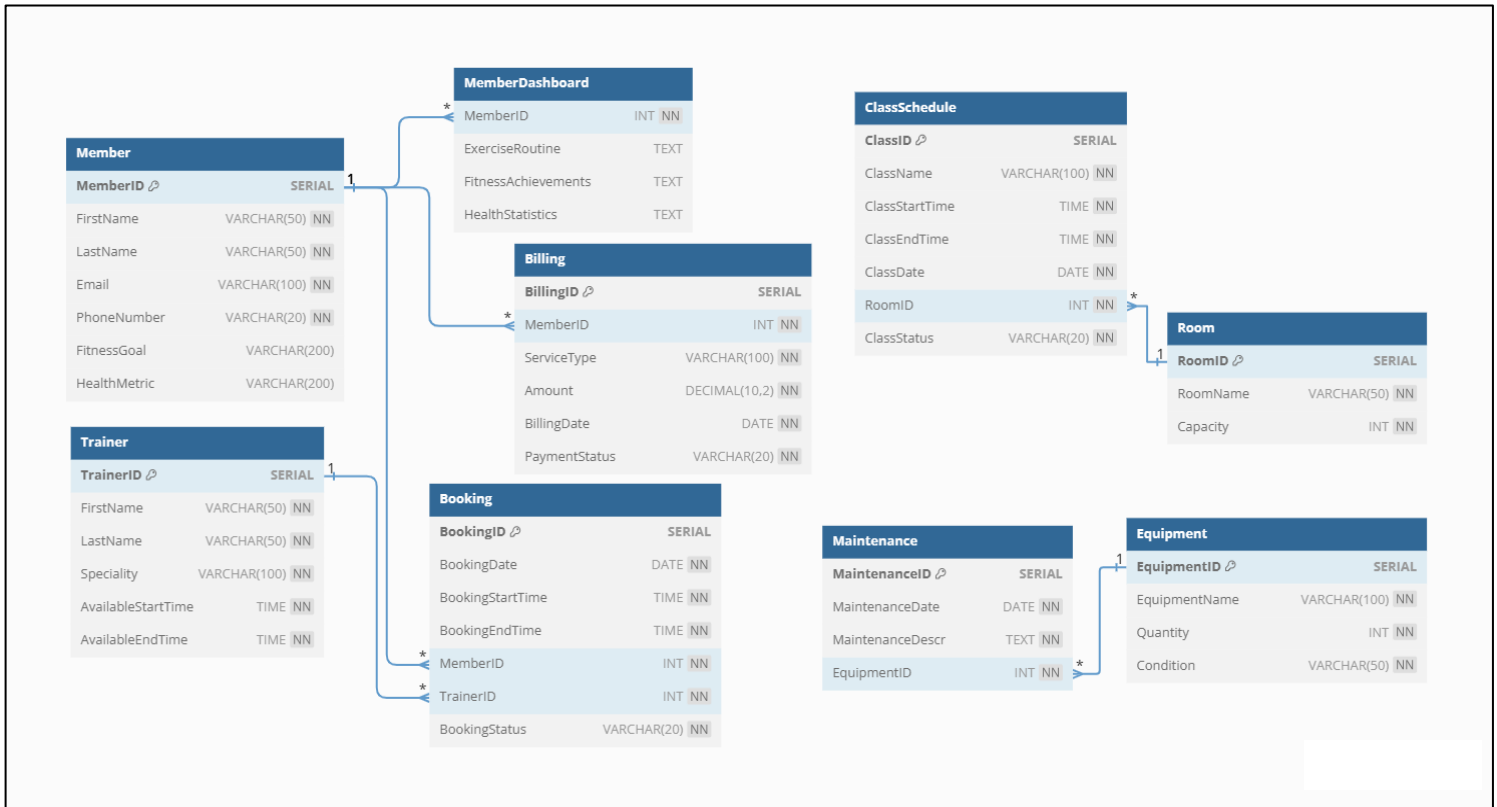 Member
MemberID SERIAL
FirstName VARCHAR(50) NN
LastName VARCHAR(50) NN
Email VARCHAR(100) NN
PhoneNumber VARCHAR(20) NN
FitnessGoal VARCHAR(200)
HealthMetric VARCHAR(200)
1
Trainer
TrainerID SERIAL
FirstName VARCHAR(50) NN
LastName VARCHAR(50) NN
Speciality VARCHAR(100) NN
AvailableStartTime TIME NN
AvailableEndTime TIME NN
1
MemberDashboard
* MemberID INT NN
ExerciseRoutine TEXT
FitnessAchievements TEXT
HealthStatistics TEXT
Billing
BillingID SERIAL
* MemberID INT NN
ServiceType VARCHAR(100) NN
Amount DECIMAL(10,2) NN
BillingDate DATE NN
PaymentStatus VARCHAR(20) NN
Booking
BookingID SERIAL
BookingDate DATE NN
BookingStartTime TIME NN
BookingEndTime TIME NN
* MemberID INT NN
* TrainerID INT NN
BookingStatus VARCHAR(20) NN
ClassSchedule
ClassID SERIAL
ClassName VARCHAR(100) NN
ClassStartTime TIME NN
ClassEndTime TIME NN
ClassDate DATE NN
RoomID INT NN *
ClassStatus VARCHAR(20) NN
Room
1 RoomID SERIAL
RoomName VARCHAR(50) NN
Capacity INT NN
Maintenance
MaintenanceID SERIAL
MaintenanceDate DATE NN
MaintenanceDescr TEXT NN
EquipmentID INT NN *
Equipment
1 EquipmentID SERIAL
EquipmentName VARCHAR(100) NN
Quantity INT NN
Condition VARCHAR(50) NN